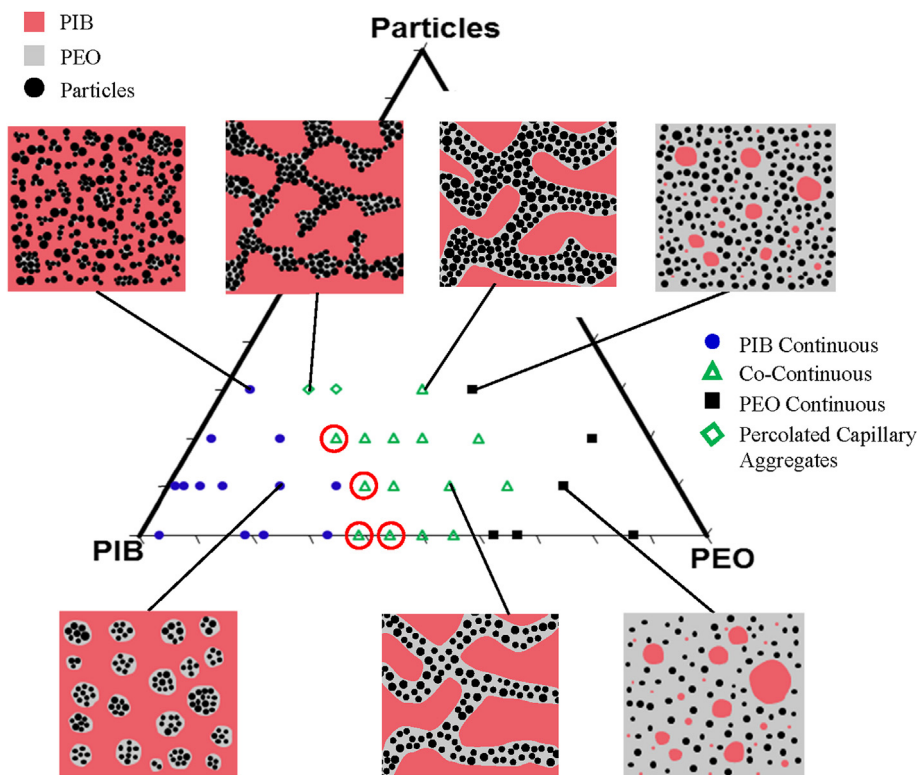 PIB
PEO
Particles
Particles
PIB Continuous
Co-Continuous
PEO Continuous
Percolated Capillary
Aggregates
PIB
PEO